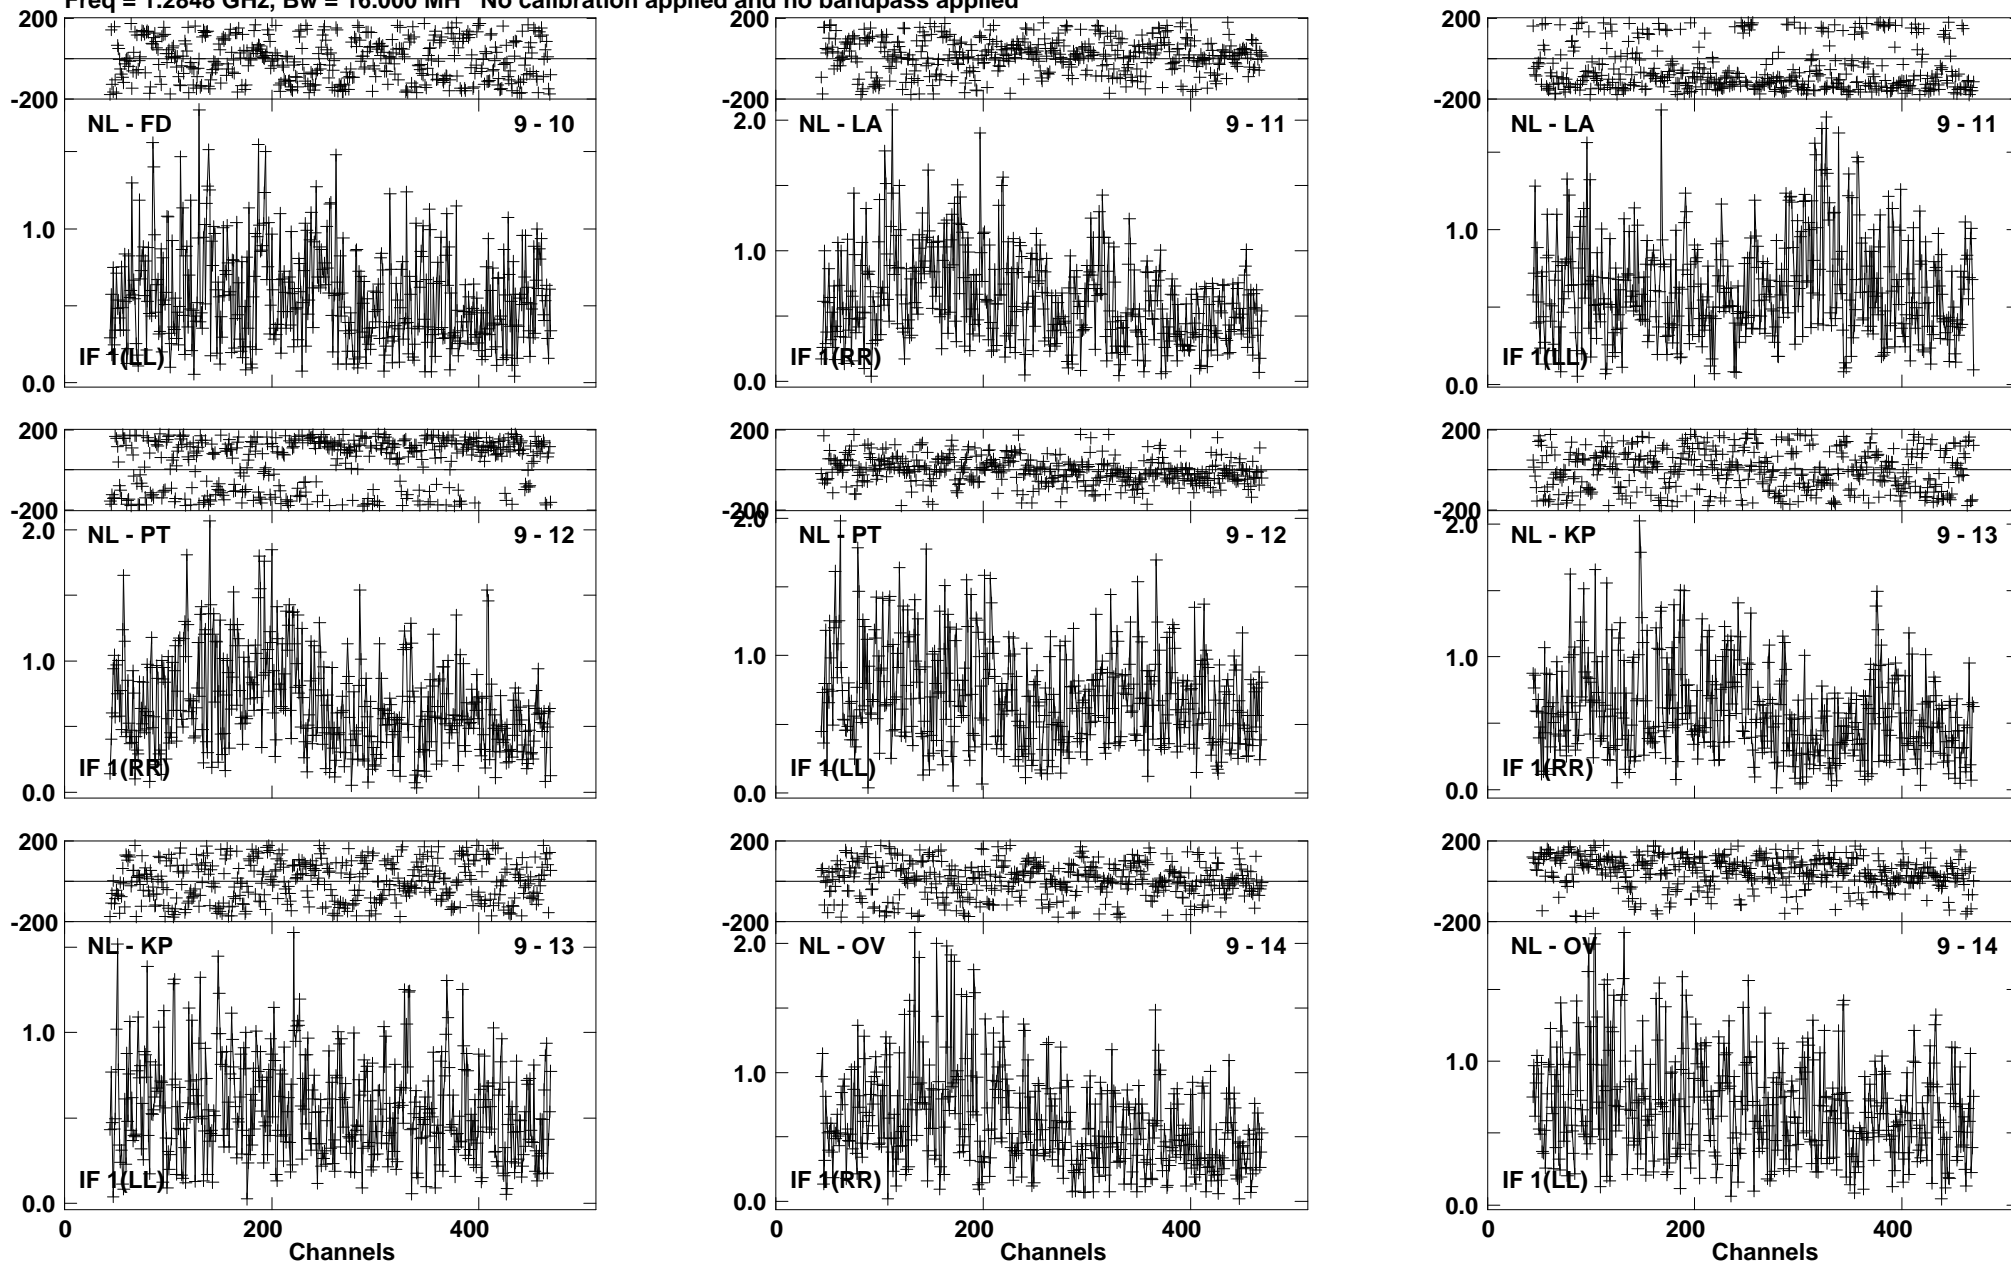 Freq = 1.2848 GHz, Bw = 16.000 MH No calibration applied and no bandpass applied
200
-200
NL - FD 9 - 10
1.0
IF 1(LL)
0.0
200
-200
2.0
NL - LA 9 - 11
1.0
IF 1(RR)
0.0
200
-200
NL - LA 9 - 11
1.0
IF 1(LL)
0.0
200
-200
2.0
NL - PT 9 - 12
1.0
IF 1(RR)
0.0
200
-200
2.0
NL - PT 9 - 12
1.0
IF 1(LL)
0.0
200
-200
2.0
NL - KP 9 - 13
1.0
IF 1(RR)
0.0
200
-200
NL - KP 9 - 13
1.0
IF 1(LL)
0.0
0 200 400
Channels
200
-200
2.0
NL - OV 9 - 14
1.0
IF 1(RR)
0.0
200
-200
NL - OV 9 - 14
1.0
IF 1(LL)
0.0
0 200 400
Channels